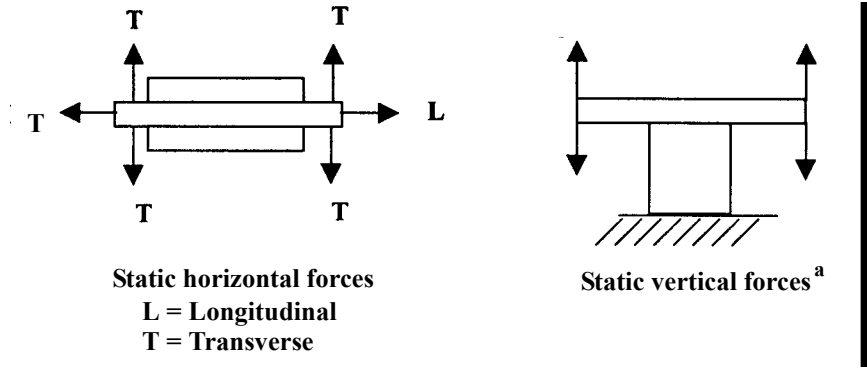 T T
T L
T T
Static horizontal forces
L = Longitudinal
T = Transverse
Static vertical forces a